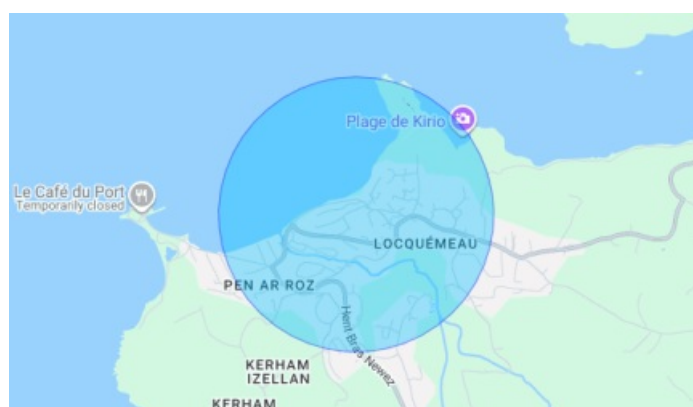 Plage de Kirio
Le Café du Port
Temporarily closed
LOCQUÉMEAU
PEN AR ROZ
Hent Bras Newez
KERHAM
IZELLAN
KERHAM